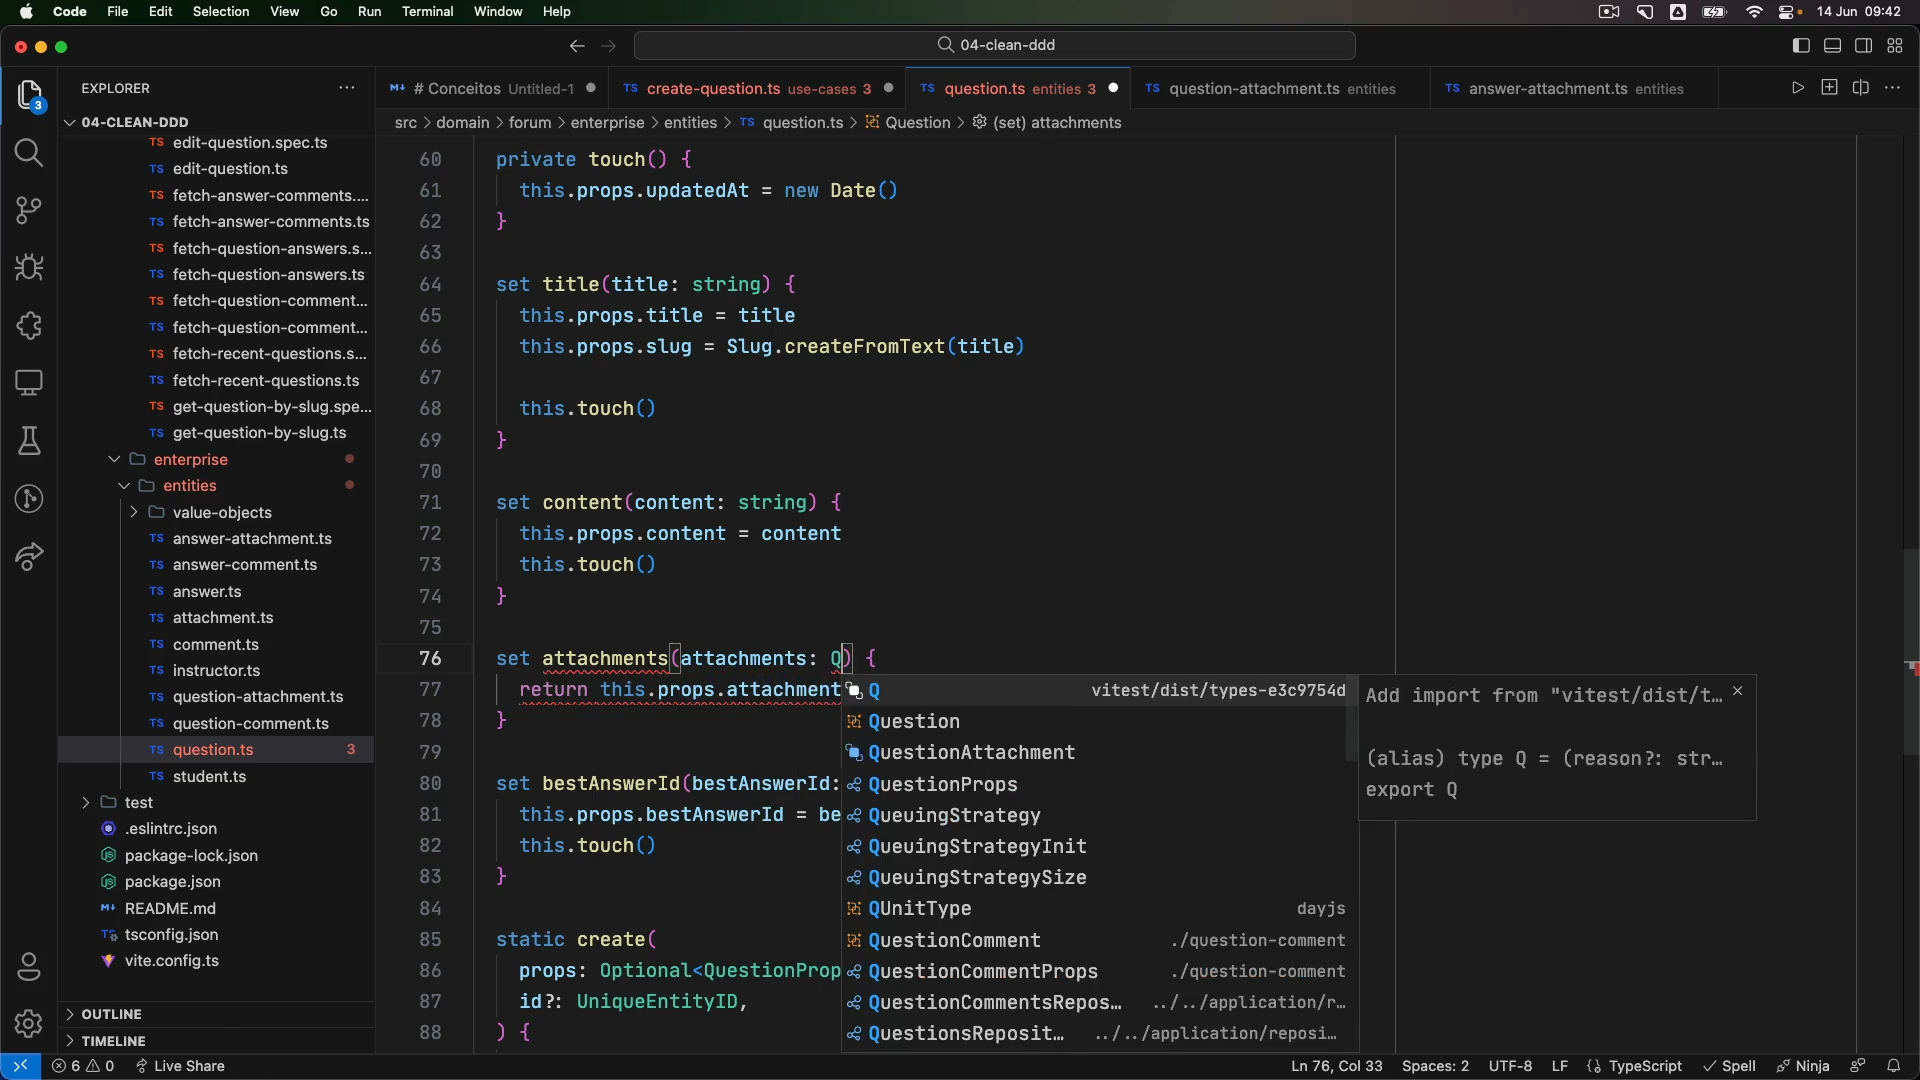 Code File Edit Selection View Go Run Terminal Window Help 14 Jun 09:42
04-clean-ddd
EXPLORER
# Conceitos Untitled-1
TS create-question.ts use-cases 3
TS question.ts entities 3
TS question-attachment.ts entities
TS answer-attachment.ts entities
src > domain > forum > enterprise > entities > TS question.ts > Question > (set) attachments
3
04-CLEAN-DDD
TS edit-question.spec.ts
TS edit-question.ts
TS fetch-answer-comments....
TS fetch-answer-comments.ts
TS fetch-question-answers.s...
TS fetch-question-answers.ts
TS fetch-question-comment...
TS fetch-question-comment...
TS fetch-recent-questions.s...
TS fetch-recent-questions.ts
TS get-question-by-slug.spe...
TS get-question-by-slug.ts
enterprise
entities
value-objects
TS answer-attachment.ts
TS answer-comment.ts
TS answer.ts
TS attachment.ts
TS comment.ts
TS instructor.ts
TS question-attachment.ts
TS question-comment.ts
TS question.ts 3
TS student.ts
test
.eslintrc.json
package-lock.json
package.json
README.md
tsconfig.json
vite.config.ts
OUTLINE
TIMELINE
60 private touch() {
61 this.props.updatedAt = new Date()
62 }
63
64 set title(title: string) {
65 this.props.title = title
66 this.props.slug = Slug.createFromText(title)
67
68 this.touch()
69 }
70
71 set content(content: string) {
72 this.props.content = content
73 this.touch()
74 }
75
76 set attachments(attachments: Q) {
77 return this.props.attachment
78 }
79
80 set bestAnswerId(bestAnswerId:
81 this.props.bestAnswerId = be
82 this.touch()
83 }
84
85 static create(
86 props: Optional<QuestionProp
87 id?: UniqueEntityID,
88 ) {
Q vitest/dist/types-e3c9754d
Question
QuestionAttachment
QuestionProps
QueuingStrategy
QueuingStrategyInit
QueuingStrategySize
QUnitType dayjs
QuestionComment ./question-comment
QuestionCommentProps ./question-comment
QuestionCommentsRepos... ../../application/r...
QuestionsReposit... ../../application/reposi...
Add import from "vitest/dist/t...
(alias) type Q = (reason?: str...
export Q
6 0 Live Share
Ln 76, Col 33 Spaces: 2 UTF-8 LF {} TypeScript Spell Ninja